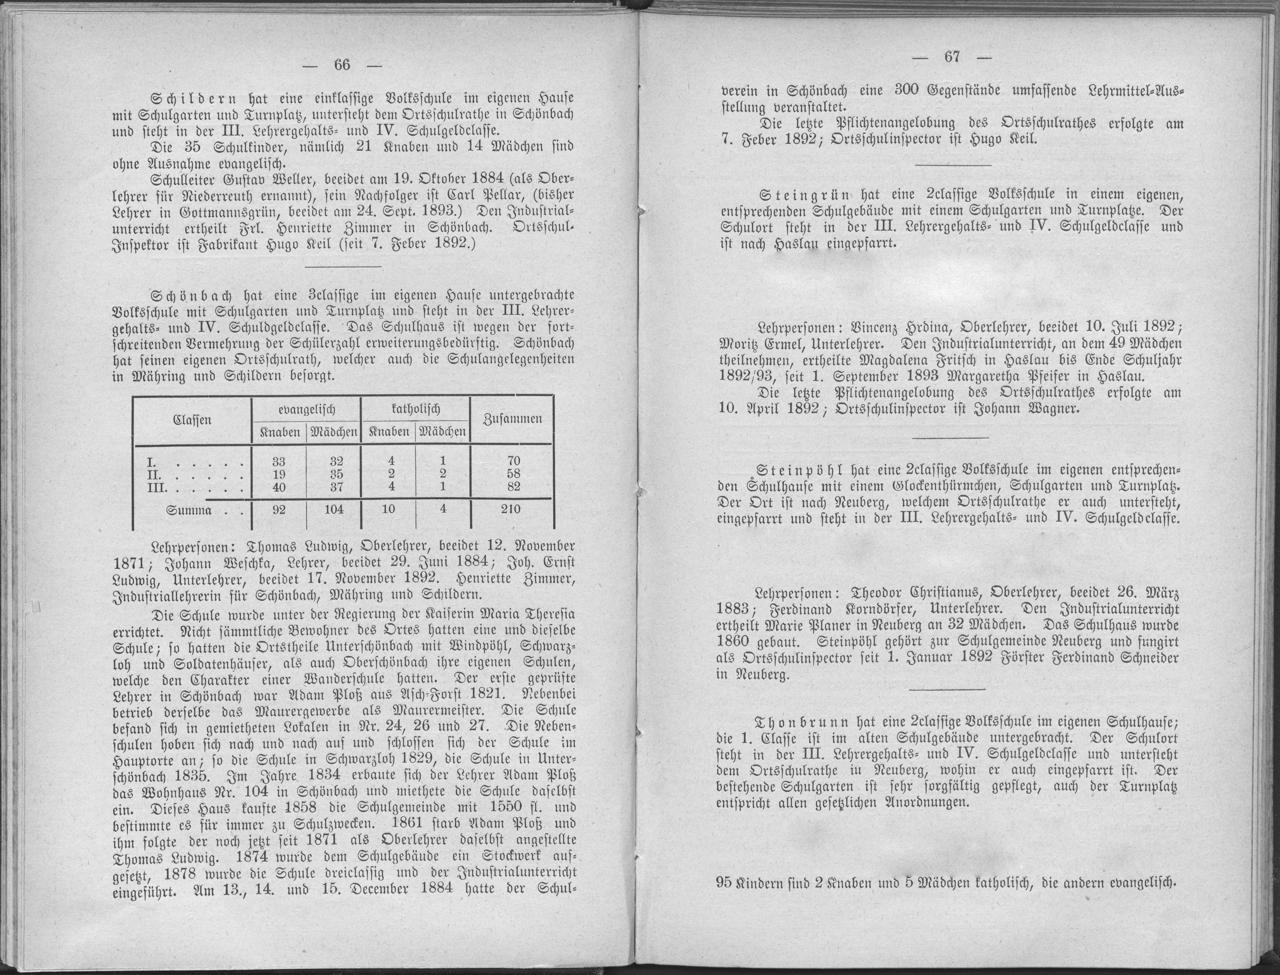 — 66 —
Schildern hat eine einklassige Volksschule im eigenen Hause
mit Schulgarten und Turnplatz, untersteht dem Ortsschulrathe in Schönbach
und steht in der III. Lehrergehalts- und IV. Schulgeldclasse.
Die 35 Schulkinder, nämlich 21 Knaben und 14 Mädchen sind
ohne Ausnahme evangelisch.
Schulleiter Gustav Weller, beeidet am 19. Oktober 1884 (als Ober-
lehrer für Niederreuth ernannt), sein Nachfolger ist Carl Pellar, (bisher
Lehrer in Gottmannsgrün, beeidet am 24. Sept. 1893.) Den Industrial-
unterricht ertheilt Frl. Henriette Zimmer in Schönbach. Ortsschul-
Inspektor ist Fabrikant Hugo Keil (seit 7. Feber 1892.)
Schönbach hat eine 3classige im eigenen Hause untergebrachte
Volksschule mit Schulgarten und Turnplatz und steht in der III. Lehrer-
gehalts- und IV. Schuldgeldclasse. Das Schulhaus ist wegen der fort-
schreitenden Vermehrung der Schülerzahl erweiterungsbedürftig. Schönbach
hat seinen eigenen Ortsschulrath, welcher auch die Schulangelegenheiten
in Mähring und Schildern besorgt.
Classen evangelisch katholisch Zusammen
Knaben Mädchen Knaben Mädchen
I. . . . . . 33 32 4 1 70
II. . . . . . 19 35 2 2 58
III. . . . . . 40 37 4 1 82
Summa . . 92 104 10 4 210
Lehrpersonen: Thomas Ludwig, Oberlehrer, beeidet 12. November
1871; Johann Weschka, Lehrer, beeidet 29. Juni 1884; Joh. Ernst
Ludwig, Unterlehrer, beeidet 17. November 1892. Henriette Zimmer,
Industriallehrerin für Schönbach, Mähring und Schildern.
Die Schule wurde unter der Regierung der Kaiserin Maria Theresia
errichtet. Nicht sämmtliche Bewohner des Ortes hatten eine und dieselbe
Schule; so hatten die Ortstheile Unterschönbach mit Windpöhl, Schwarz-
loh und Soldatenhäuser, als auch Oberschönbach ihre eigenen Schulen,
welche den Charakter einer Wanderschule hatten. Der erste geprüfte
Lehrer in Schönbach war Adam Ploß aus Asch-Forst 1821. Nebenbei
betrieb derselbe das Maurergewerbe als Maurermeister. Die Schule
befand sich in gemietheten Lokalen in Nr. 24, 26 und 27. Die Neben-
schulen hoben sich nach und nach auf und schlossen sich der Schule im
Hauptorte an; so die Schule in Schwarzloh 1829, die Schule in Unter-
schönbach 1835. Im Jahre 1834 erbaute sich der Lehrer Adam Ploß
das Wohnhaus Nr. 104 in Schönbach und miethete die Schule daselbst
ein. Dieses Haus kaufte 1858 die Schulgemeinde mit 1550 fl. und
bestimmte es für immer zu Schulzwecken. 1861 starb Adam Ploß und
ihm folgte der noch jetzt seit 1871 als Oberlehrer daselbst angestellte
Thomas Ludwig. 1874 wurde dem Schulgebäude ein Stockwerk auf-
gesetzt, 1878 wurde die Schule dreiclassig und der Industrialunterricht
eingeführt. Am 13., 14. und 15. December 1884 hatte der Schul-
— 67 —
verein in Schönbach eine 300 Gegenstände umfassende Lehrmittel-Aus-
stellung veranstaltet.
Die letzte Pflichtenangelobung des Ortsschulrathes erfolgte am
7. Feber 1892; Ortsschulinspector ist Hugo Keil.
Steingrün hat eine 2classige Volksschule in einem eigenen,
entsprechenden Schulgebäude mit einem Schulgarten und Turnplatze. Der
Schulort steht in der III. Lehrergehalts- und IV. Schulgeldclasse und
ist nach Haslau eingepfarrt.
Lehrpersonen: Vincenz Hrdina, Oberlehrer, beeidet 10. Juli 1892;
Moritz Ermel, Unterlehrer. Den Industrialunterricht, an dem 49 Mädchen
theilnehmen, ertheilte Magdalena Fritsch in Haslau bis Ende Schuljahr
1892/93, seit 1. September 1893 Margaretha Pfeifer in Haslau.
Die letzte Pflichtenangelobung des Ortsschulrathes erfolgte am
10. April 1892; Ortsschulinspector ist Johann Wagner.
Steinpöhl hat eine 2classige Volksschule im eigenen entsprechen-
den Schulhause mit einem Glockenthürmchen, Schulgarten und Turnplatz.
Der Ort ist nach Neuberg, welchem Ortsschulrathe er auch untersteht,
eingepfarrt und steht in der III. Lehrergehalts- und IV. Schulgeldclasse.
Lehrpersonen: Theodor Christianus, Oberlehrer, beeidet 26. März
1883; Ferdinand Korndörfer, Unterlehrer. Den Industrialunterricht
ertheilt Marie Planer in Neuberg an 32 Mädchen. Das Schulhaus wurde
1860 gebaut. Steinpöhl gehört zur Schulgemeinde Neuberg und fungirt
als Ortsschulinspector seit 1. Januar 1892 Förster Ferdinand Schneider
in Neuberg.
Thonbrunn hat eine 2classige Volksschule im eigenen Schulhause;
die 1. Classe ist im alten Schulgebäude untergebracht. Der Schulort
steht in der III. Lehrergehalts- und IV. Schulgeldclasse und untersteht
dem Ortsschulrathe in Neuberg, wohin er auch eingepfarrt ist. Der
bestehende Schulgarten ist sehr sorgfältig gepflegt, auch der Turnplatz
entspricht allen gesetzlichen Anordnungen.
95 Kindern sind 2 Knaben und 5 Mädchen katholisch, die andern evangelisch.